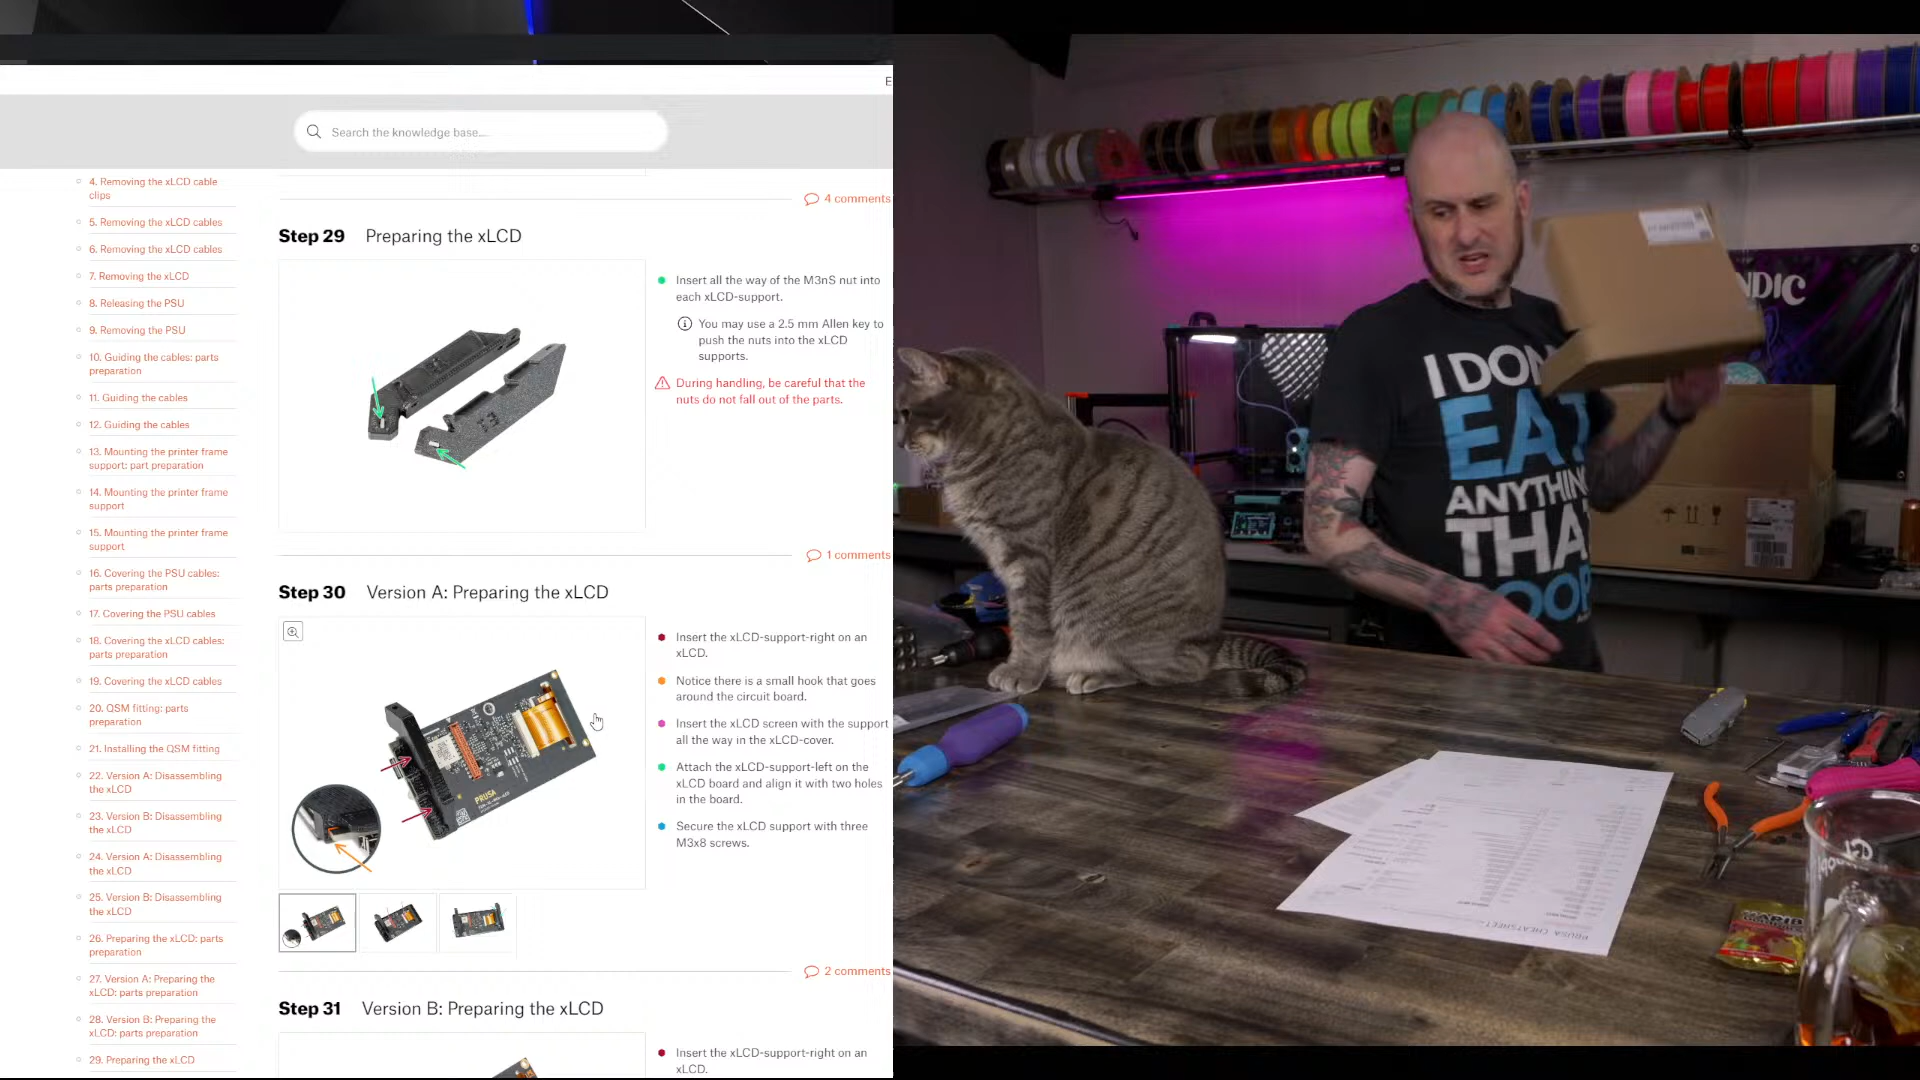 E
Search the knowledge base....
4. Removing the xLCD cable
clips
5. Removing the xLCD cables
6. Removing the xLCD cables
7. Removing the xLCD
8. Releasing the PSU
9. Removing the PSU
10. Guiding the cables: parts
preparation
11. Guiding the cables
12. Guiding the cables
13. Mounting the printer frame
support: part preparation
14. Mounting the printer frame
support
15. Mounting the printer frame
support
16. Covering the PSU cables:
parts preparation
17. Covering the PSU cables
18. Covering the xLCD cables:
parts preparation
19. Covering the xLCD cables
20. QSM fitting: parts
preparation
21. Installing the QSM fitting
22. Version A: Disassembling
the xLCD
23. Version B: Disassembling
the xLCD
24. Version A: Disassembling
the xLCD
25. Version B: Disassembling
the xLCD
26. Preparing the xLCD: parts
preparation
27. Version A: Preparing the
xLCD: parts preparation
28. Version B: Preparing the
xLCD: parts preparation
29. Preparing the xLCD
4 comments
Step 29 Preparing the xLCD
Insert all the way of the M3nS nut into
each xLCD-support.
You may use a 2.5 mm Allen key to
push the nuts into the xLCD
supports.
During handling, be careful that the
nuts do not fall out of the parts.
1 comments
Step 30 Version A: Preparing the xLCD
PRUSA
Insert the xLCD-support-right on an
xLCD.
Notice there is a small hook that goes
around the circuit board.
Insert the xLCD screen with the support
all the way in the xLCD-cover.
Attach the xLCD-support-left on the
xLCD board and align it with two holes
in the board.
Secure the xLCD support with three
M3x8 screws.
2 comments
Step 31 Version B: Preparing the xLCD
Insert the xLCD-support-right on an
xLCD.
NDIC
I DON
EAT
ANYTHIN
THA
OOP
PRUSA CHEATSHEET